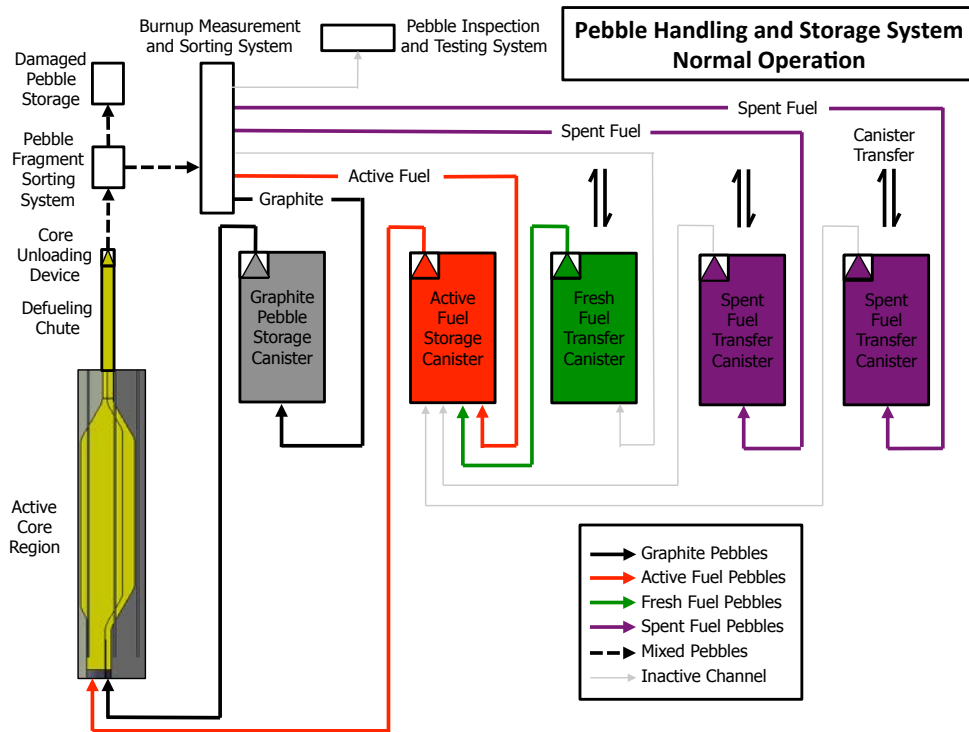 Pebble Handling and Storage System
Normal Operation
Burnup Measurement
and Sorting System
Pebble Inspection
and Testing System
Damaged
Pebble
Storage
Spent Fuel
Spent Fuel
Canister
Transfer
Pebble
Fragment
Sorting
System
Active Fuel
Graphite
Core
Unloading
Device
Defueling
Chute
Graphite
Pebble
Storage
Canister
Active
Fuel
Storage
Canister
Fresh
Fuel
Transfer
Canister
Spent
Fuel
Transfer
Canister
Spent
Fuel
Transfer
Canister
Active
Core
Region
Graphite Pebbles
Active Fuel Pebbles
Fresh Fuel Pebbles
Spent Fuel Pebbles
Mixed Pebbles
Inactive Channel